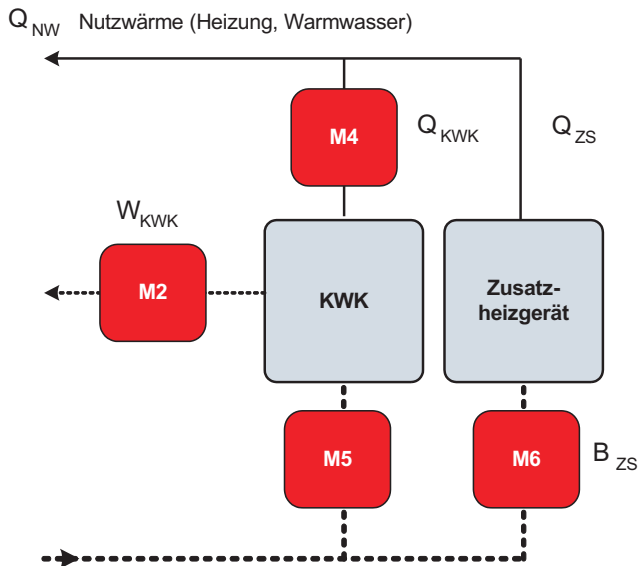 Q NW Nutzwärme (Heizung, Warmwasser)
M4
Q KWK
Q ZS
W KWK
M2
KWK
Zusatz-
heizgerät
M5
M6
B ZS